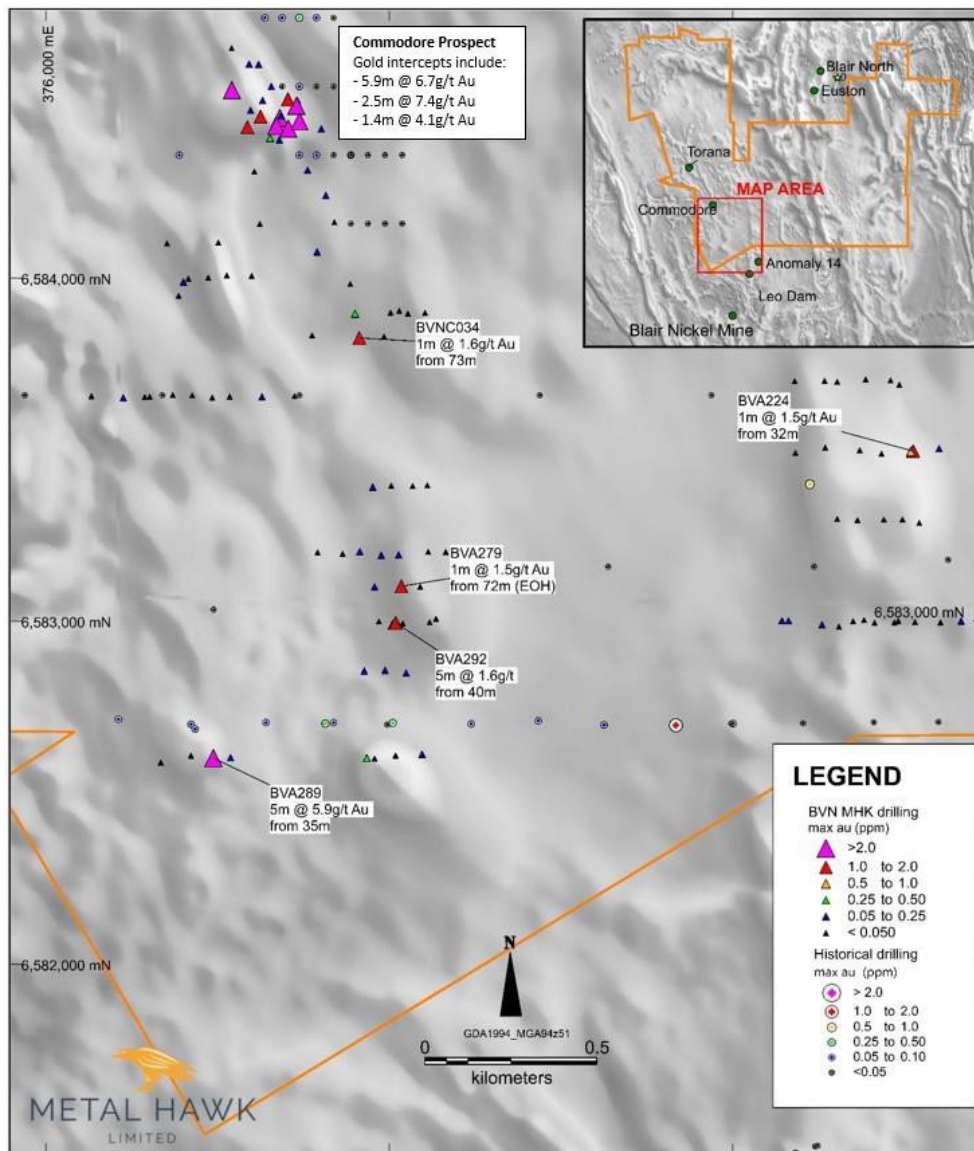 376,000 mE
Commodore Prospect
Gold intercepts include:
- 5.9m @ 6.7g/t Au
- 2.5m @ 7.4g/t Au
- 1.4m @ 4.1g/t Au
Blair North
Euston
Torana
MAP AREA
Commodore
Anomaly 14
Leo Dam
Blair Nickel Mine
6,584,000 mN
BVNC034
1m @ 1.6g/t Au
from 73m
BVA224
1m @ 1.5g/t Au
from 32m
BVA279
1m @ 1.5g/t Au
from 72m (EOH)
6,583,000 mN
6,583,000 mN
BVA292
5m @ 1.6g/t
from 40m
BVA289
5m @ 5.9g/t Au
from 35m
LEGEND
BVN MHK drilling
max au (ppm)
>2.0
1.0 to 2.0
0.5 to 1.0
0.25 to 0.50
0.05 to 0.25
< 0.050
Historical drilling
max au (ppm)
> 2.0
1.0 to 2.0
0.5 to 1.0
0.25 to 0.50
0.05 to 0.10
<0.05
6,582,000 mN
N
GDA1994_MGA94z51
0 0.5
kilometers
METAL HAWK
LIMITED